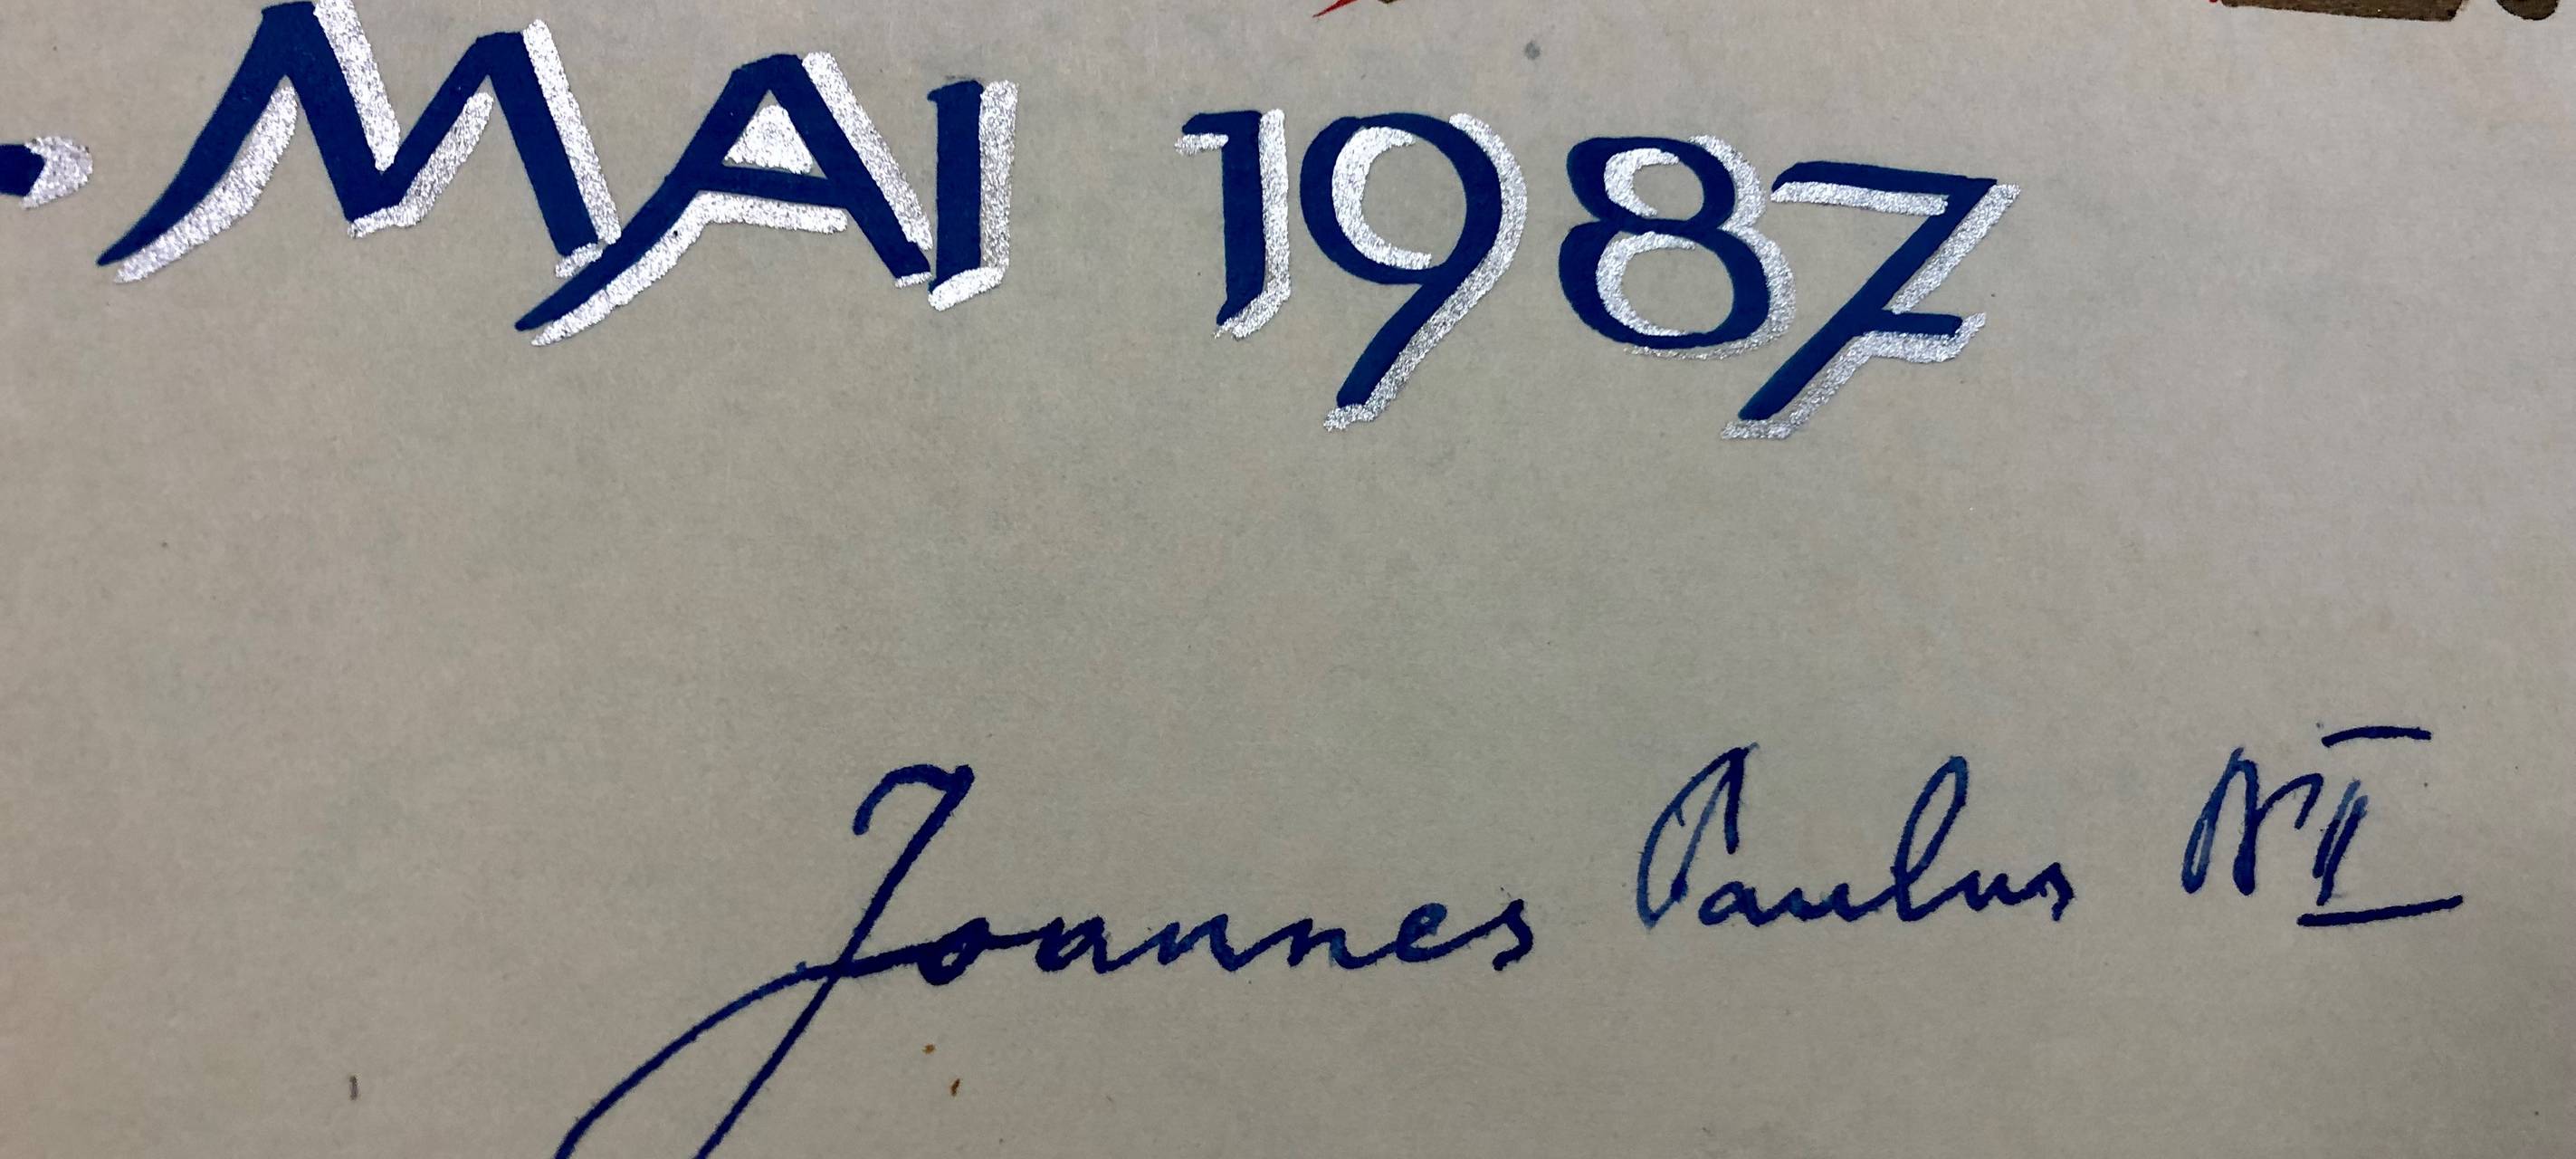 . MAI 1987
Joannes Paulus PP II